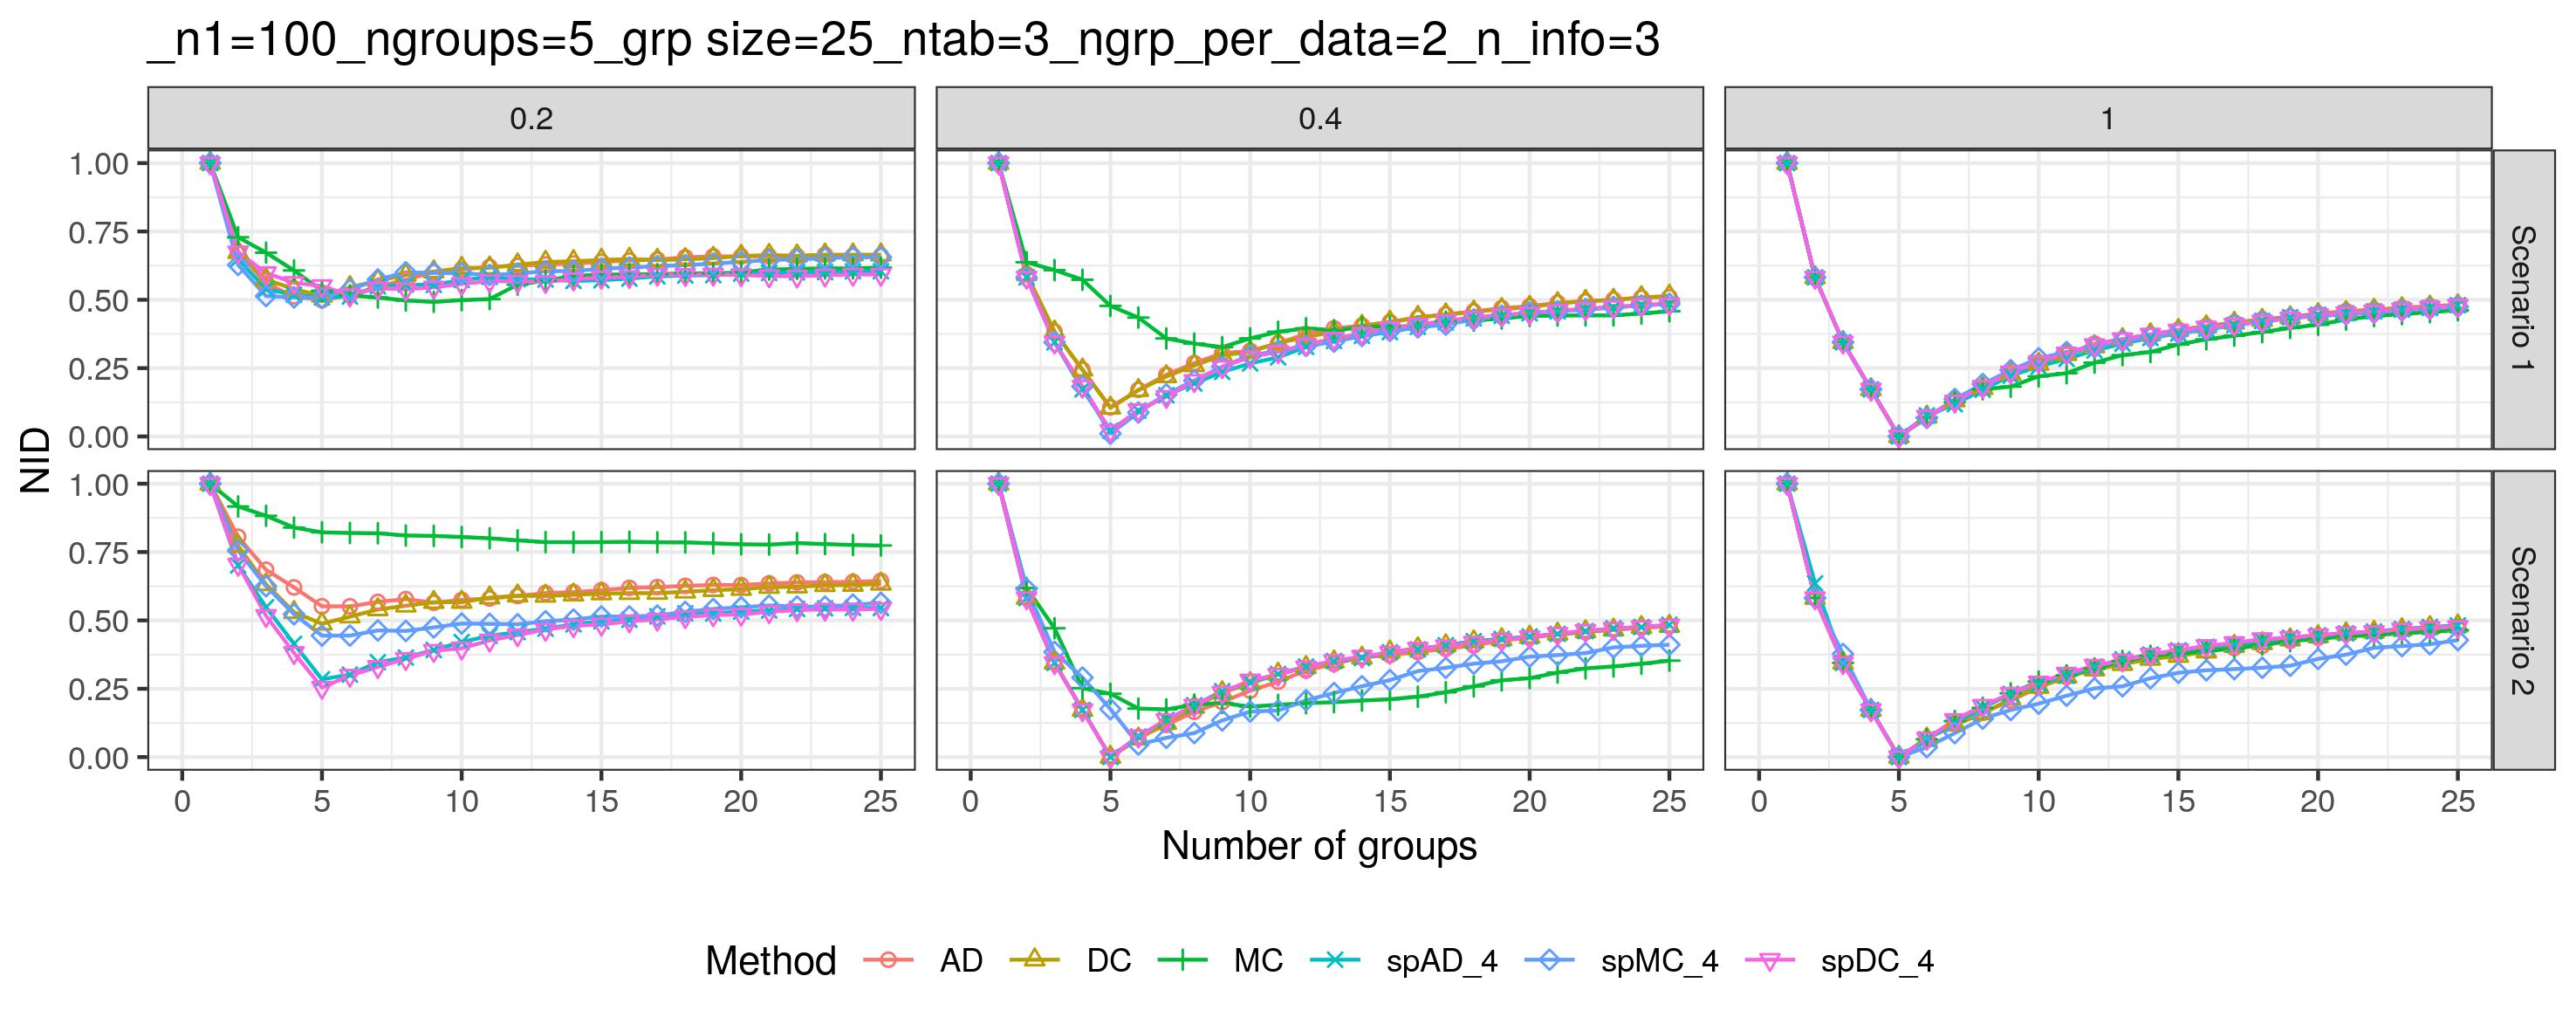 _n1=100_ngroups=5_grp size=25_ntab=3_ngrp_per_data=2_n_info=3
0.2 0.4 1
1.00
0.75
0.50
0.25
0.00
Scenario 1
NID
1.00
0.75
0.50
0.25
0.00
Scenario 2
0 5 10 15 20 25 0 5 10 15 20 25 0 5 10 15 20 25
Number of groups
Method AD DC MC spAD_4 spMC_4 spDC_4